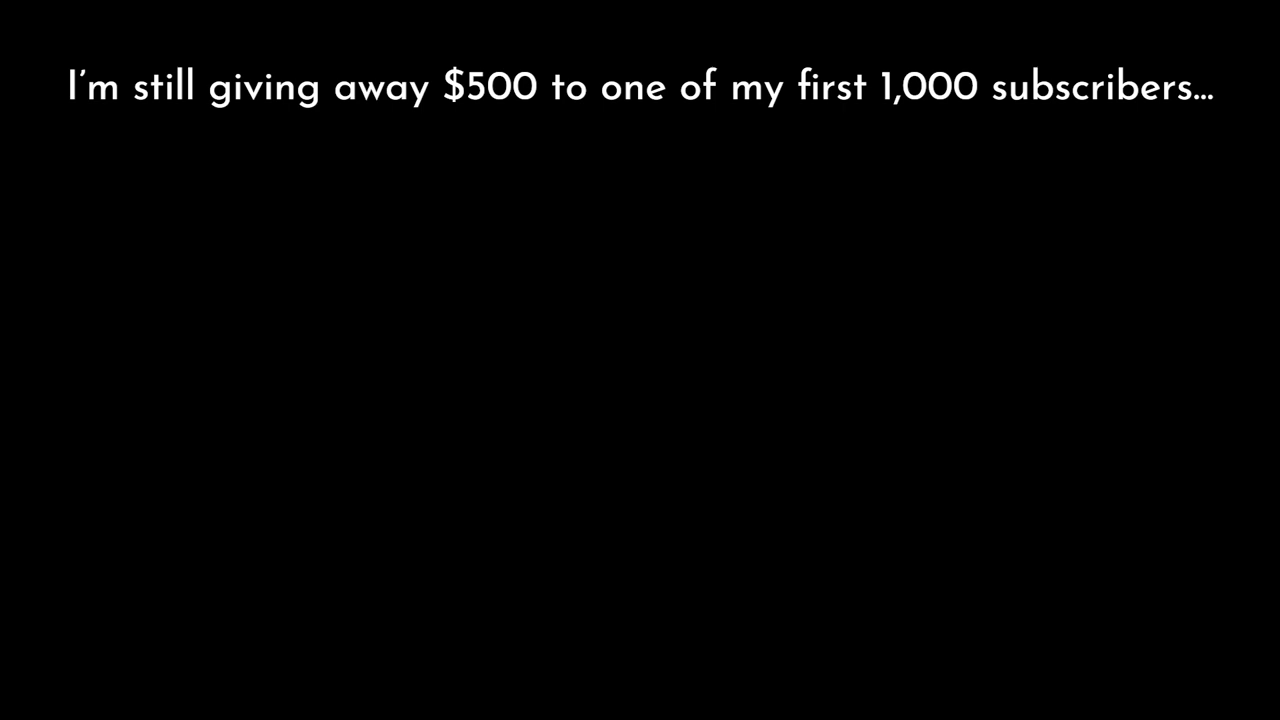 I’m still giving away $500 to one of my first 1,000 subscribers...